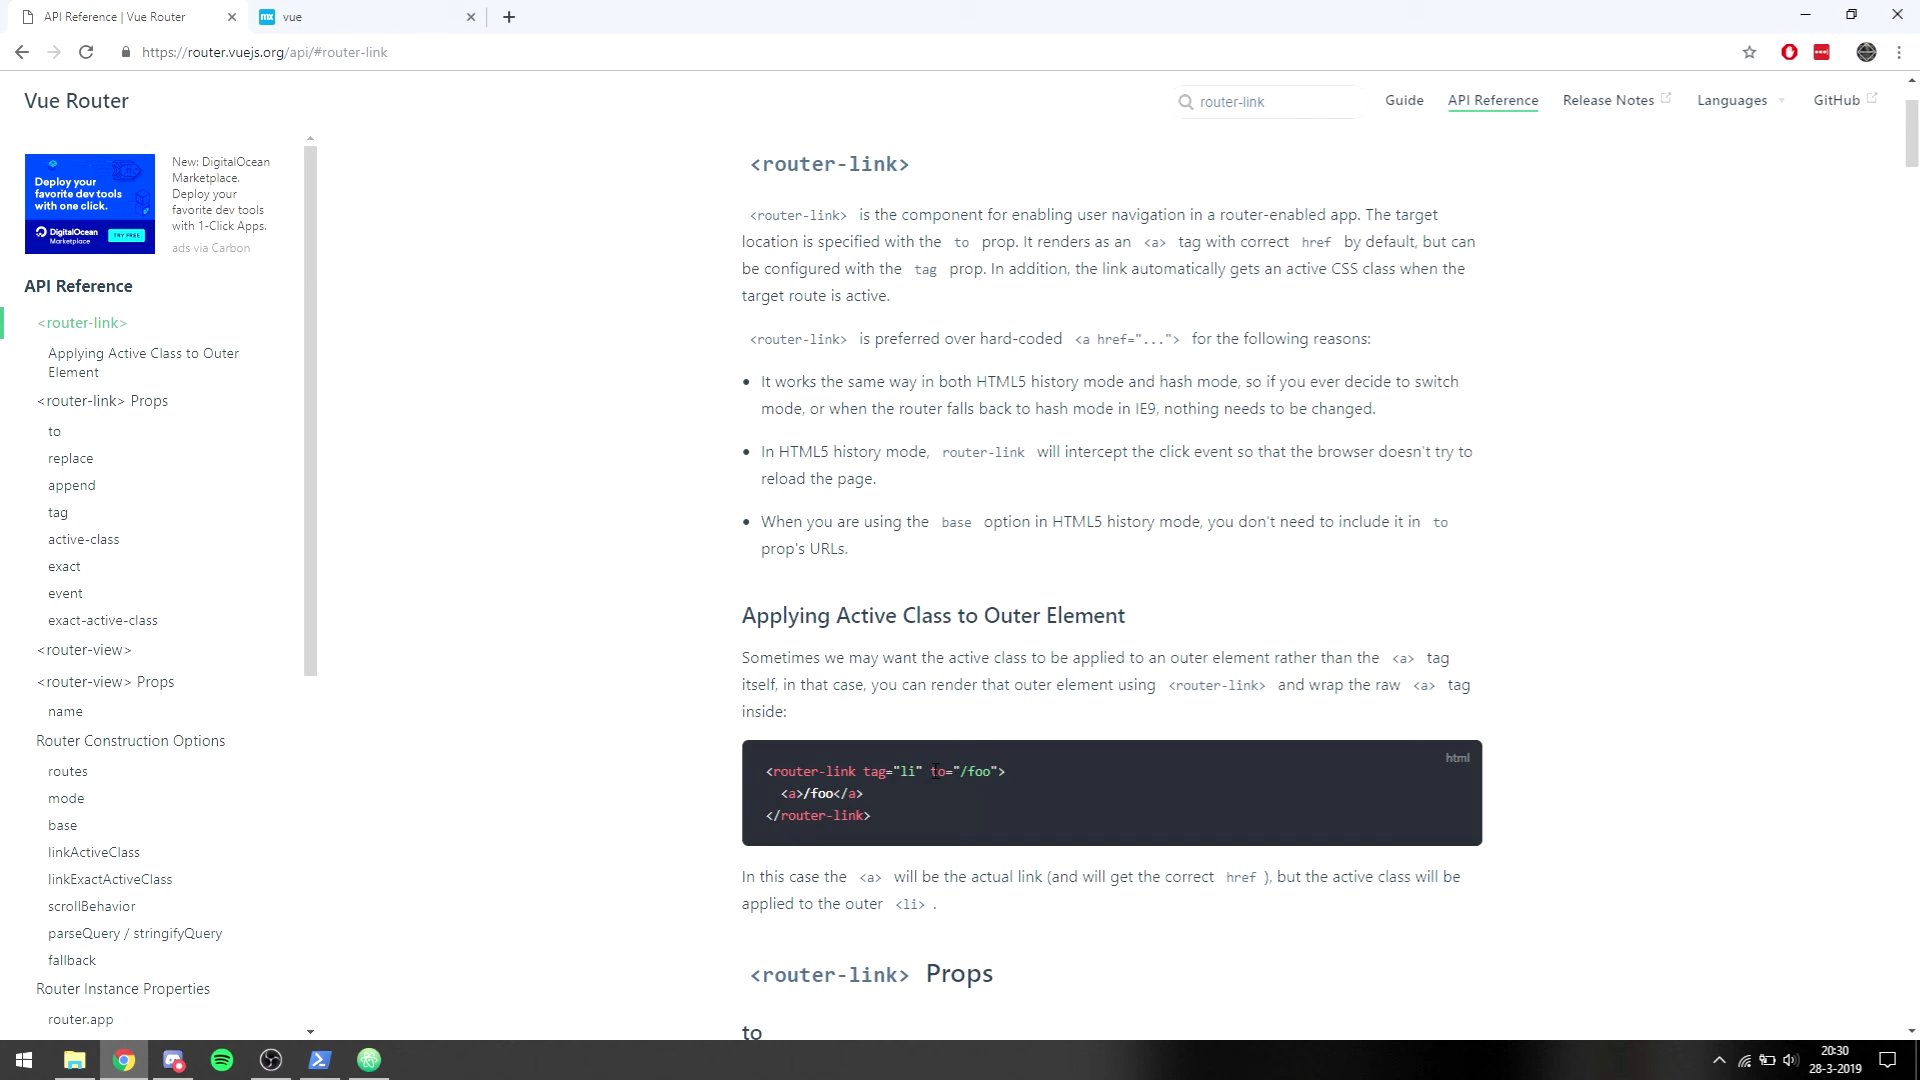 API Reference | Vue Router
mx vue
https://router.vuejs.org/api/#router-link
Vue Router
router-link
Guide
API Reference
Release Notes
Languages
GitHub
Deploy your
favorite dev tools
with one click.
DigitalOcean
Marketplace
TRY FREE
New: DigitalOcean
Marketplace.
Deploy your
favorite dev tools
with 1-Click Apps.
ads via Carbon
API Reference
<router-link>
Applying Active Class to Outer
Element
<router-link> Props
to
replace
append
tag
active-class
exact
event
exact-active-class
<router-view>
<router-view> Props
name
Router Construction Options
routes
mode
base
linkActiveClass
linkExactActiveClass
scrollBehavior
parseQuery / stringifyQuery
fallback
Router Instance Properties
router.app
<router-link>
<router-link> is the component for enabling user navigation in a router-enabled app. The target
location is specified with the to prop. It renders as an <a> tag with correct href by default, but can
be configured with the tag prop. In addition, the link automatically gets an active CSS class when the
target route is active.
<router-link> is preferred over hard-coded <a href="..."> for the following reasons:
• It works the same way in both HTML5 history mode and hash mode, so if you ever decide to switch
mode, or when the router falls back to hash mode in IE9, nothing needs to be changed.
• In HTML5 history mode, router-link will intercept the click event so that the browser doesn't try to
reload the page.
• When you are using the base option in HTML5 history mode, you don't need to include it in to
prop's URLs.
Applying Active Class to Outer Element
Sometimes we may want the active class to be applied to an outer element rather than the <a> tag
itself, in that case, you can render that outer element using <router-link> and wrap the raw <a> tag
inside:
html
<router-link tag="li" to="/foo">
<a>/foo</a>
</router-link>
In this case the <a> will be the actual link (and will get the correct href ), but the active class will be
applied to the outer <li> .
<router-link> Props
to
20:30
28-3-2019